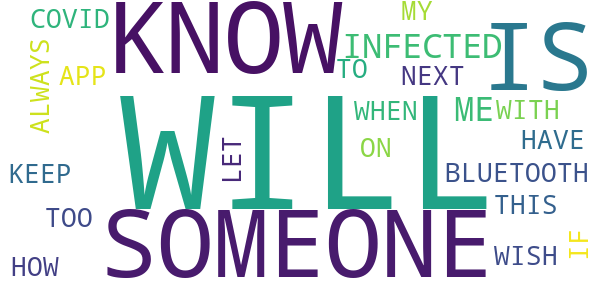 COVID
KNOW
MY
IS
INFECTED
TO
NEXT
ALWAYS
APP
WILL
WHEN
ME
WITH
LET
ON
HAVE
KEEP
BLUETOOTH
THIS
TOO
SOMEONE
HOW
WISH
IF